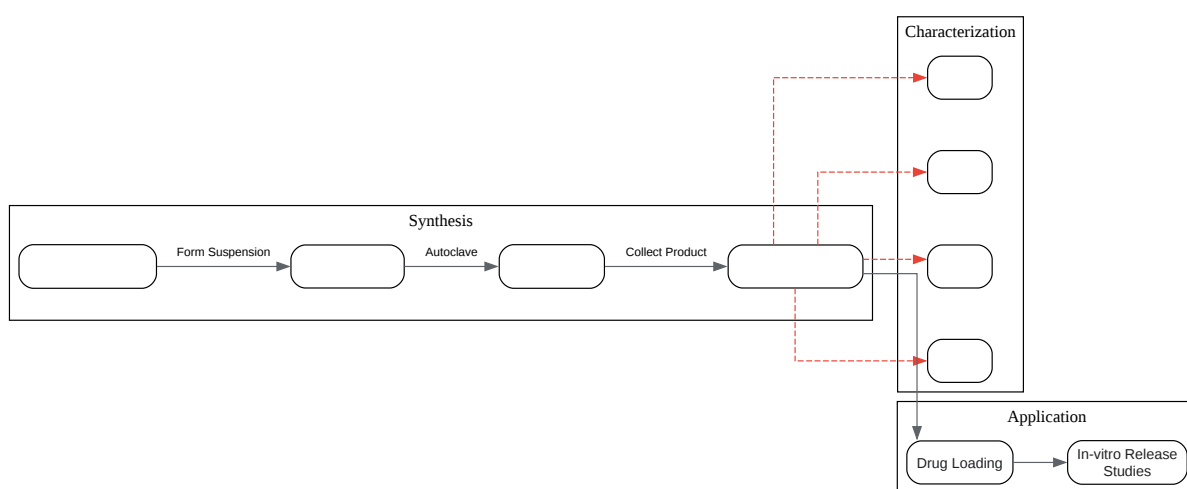 Characterization
Synthesis
Form Suspension
Autoclave
Collect Product
Application
Drug Loading
In-vitro Release
Studies